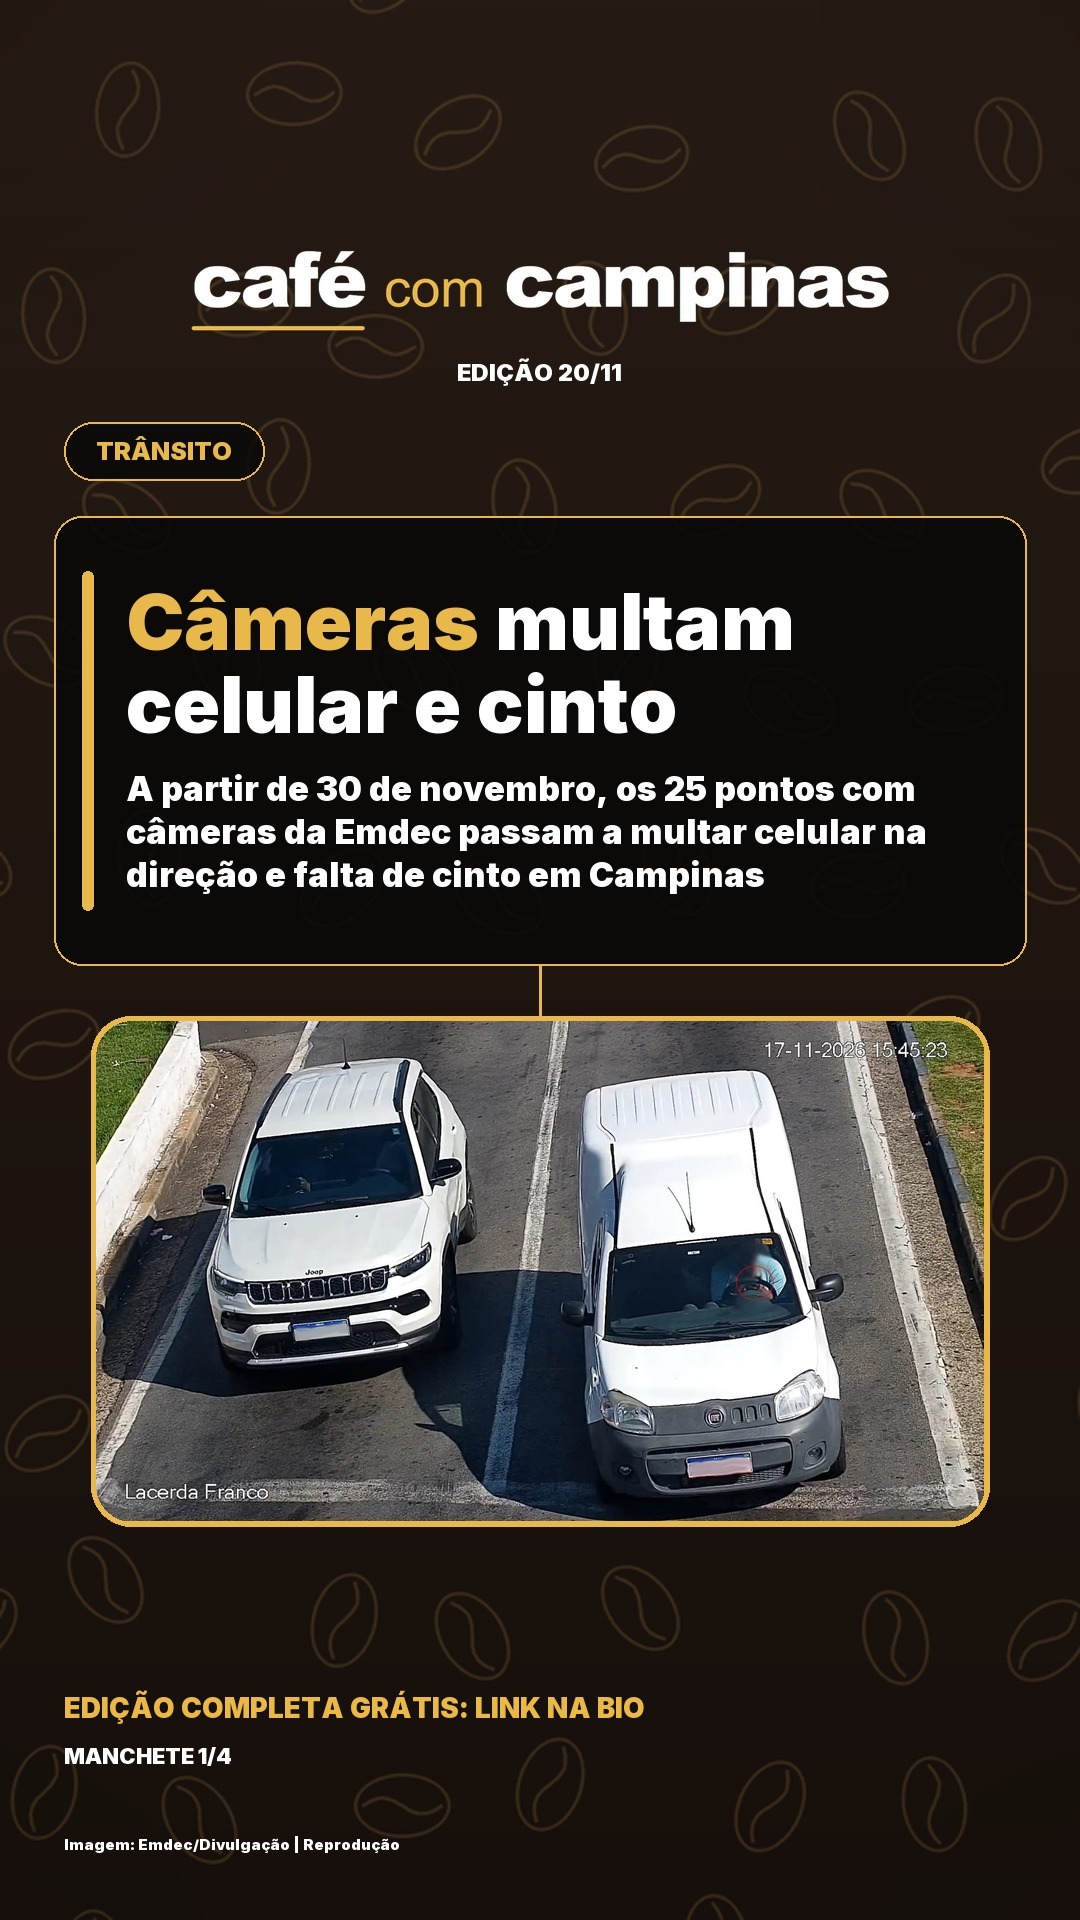 café com campinas
EDIÇÃO 20/11
TRÂNSITO
Câmeras multam
celular e cinto
A partir de 30 de novembro, os 25 pontos com
câmeras da Emdec passam a multar celular na
direção e falta de cinto em Campinas
17-11-2026 15:45:23
Jeep
Lacerda Franco
EDIÇÃO COMPLETA GRÁTIS: LINK NA BIO
MANCHETE 1/4
Imagem: Emdec/Divulgação | Reprodução